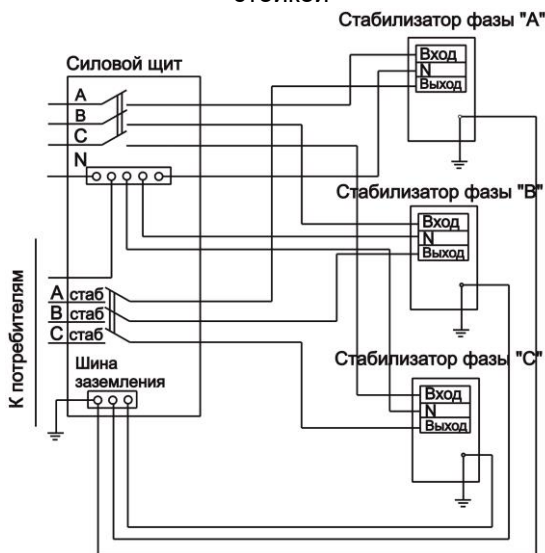 стойкой
Стабилизатор фазы "А"
Силовой щит
Вход
N
Выход
А
В
С
N
Стабилизатор фазы "В"
Вход
N
Выход
К потребителям
А стаб
В стаб
С стаб
Стабилизатор фазы "С"
Шина
заземления
Вход
N
Выход